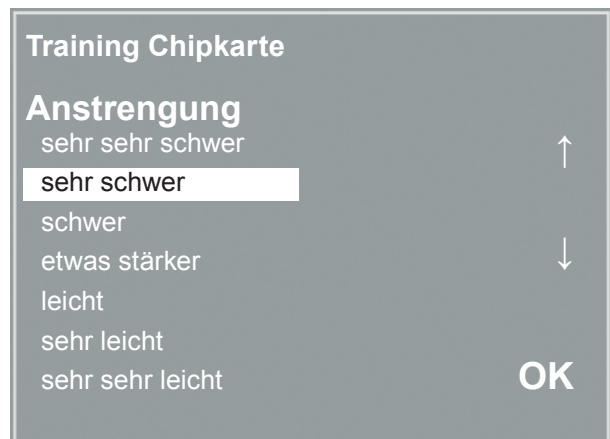 Training Chipkarte
Anstrengung
sehr sehr schwer
↑
sehr schwer
schwer
etwas stärker
↓
leicht
sehr leicht
sehr sehr leicht
OK